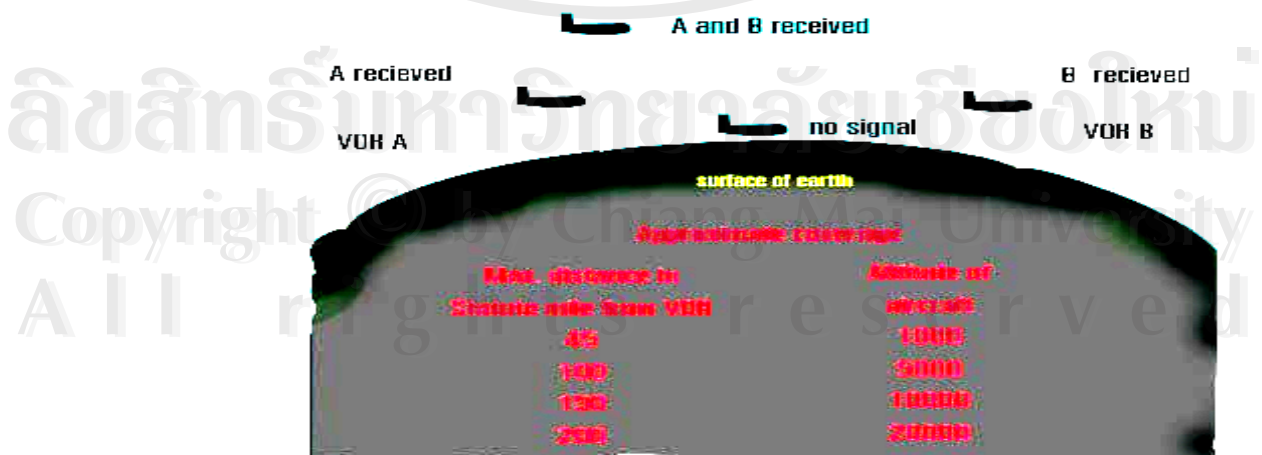 A and B received
A recieved B recieved
no signal
VOR A VOR B
surface of earth
Approximate coverage
Max. distance in Altitude of
Statute mile from VOR aircraft
45 1000
100 5000
10000
200 20000
ลิขสิทธิ์มหาวิทยาลัยเชียงใหม่
Copyright © by Chiang Mai University
All rights reserved